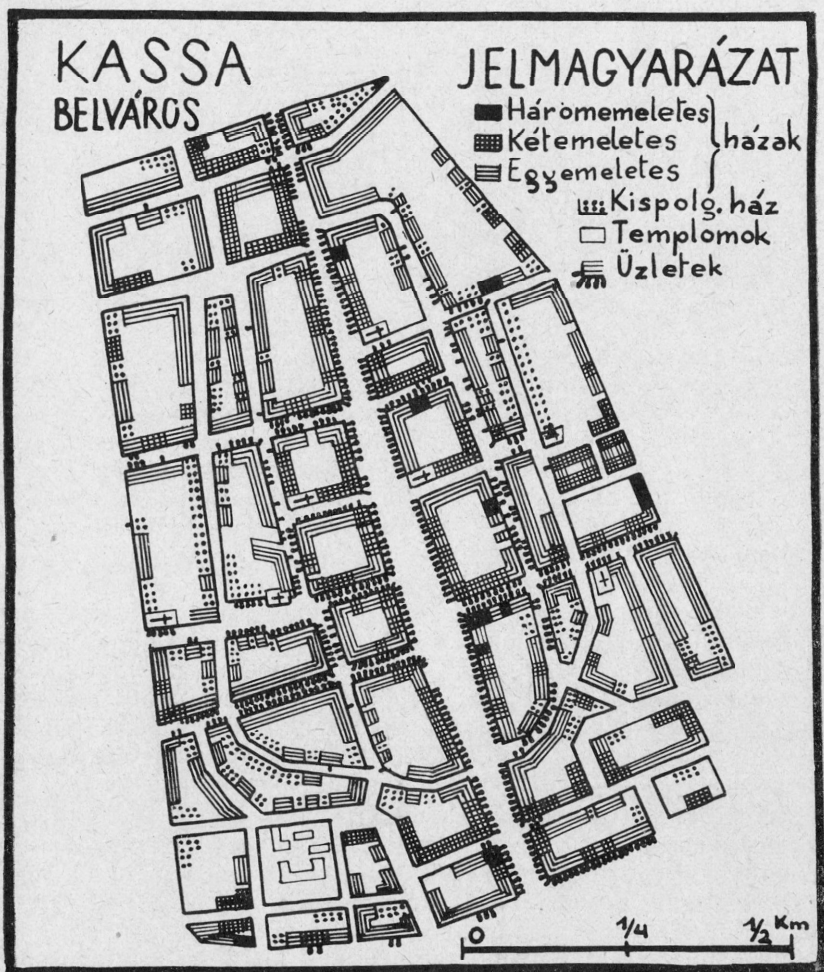 KASSA
BELVÁROS
JELMAGYARÁZAT
Háromemeletes
Kétemeletes
Egyemeletes
házak
Kispolg. ház
Templomok
Üzletek
0 1/4 1/2 Km